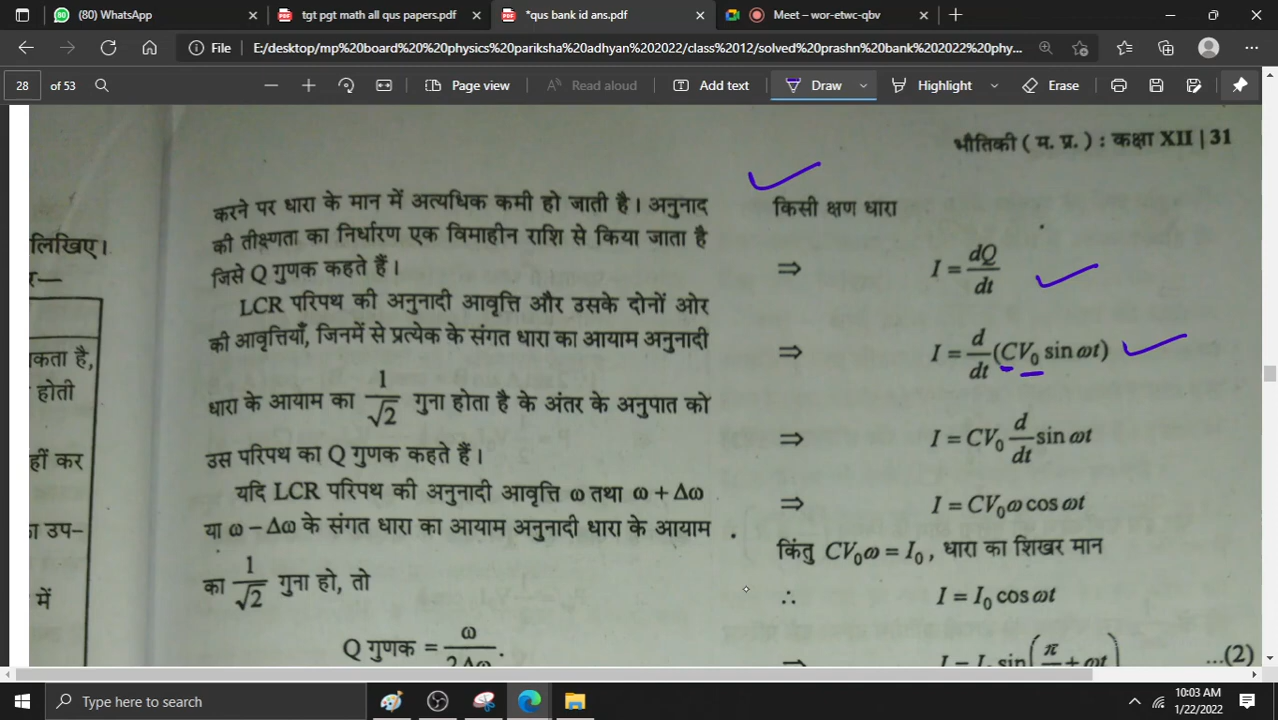 (80) WhatsApp
tgt pgt math all qus papers.pdf
*qus bank id ans.pdf
Meet – wor-etwc-qbv
File
E:/desktop/mp%20board%20%20physics%20pariksha%20adhyan%202022/class%2012/solved%20prashn%20bank%202022%20phy...
28 of 53
Page view
Read aloud
Add text
Draw
Highlight
Erase
भौतिकी ( म. प्र. ) : कक्षा XII | 31
लिखिए।
र—
कता है,
होती
हीं कर
ा उप-
में
करने पर धारा के मान में अत्यधिक कमी हो जाती है। अनुनाद
की तीक्ष्णता का निर्धारण एक विमाहीन राशि से किया जाता है
जिसे Q गुणक कहते हैं।
LCR परिपथ की अनुनादी आवृत्ति और उसके दोनों ओर
की आवृत्तियाँ, जिनमें से प्रत्येक के संगत धारा का आयाम अनुनादी
धारा के आयाम का 1/√2 गुना होता है के अंतर के अनुपात को
उस परिपथ का Q गुणक कहते हैं।
यदि LCR परिपथ की अनुनादी आवृत्ति ω तथा ω + Δω
या ω – Δω के संगत धारा का आयाम अनुनादी धारा के आयाम
का 1/√2 गुना हो, तो
Q गुणक = ω/2Δω.
किसी क्षण धारा
⇒ I = dQ/dt
⇒ I = d/dt (CV₀ sin ωt)
⇒ I = CV₀ d/dt sin ωt
⇒ I = CV₀ω cos ωt
किंतु CV₀ω = I₀, धारा का शिखर मान
∴ I = I₀ cos ωt
⇒ I = I sin(π + ωt) ...(2)
Type here to search
10:03 AM
1/22/2022